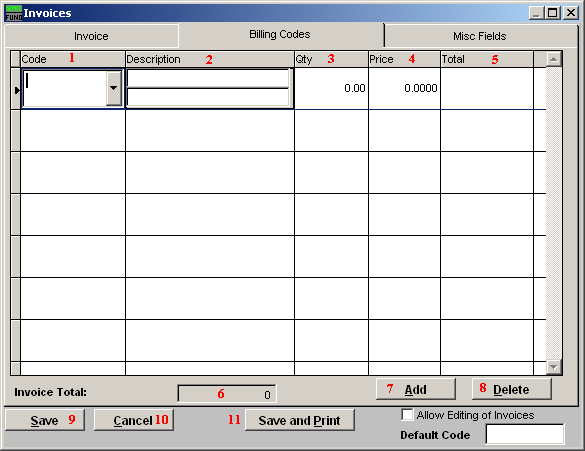 FUND Invoices
Invoice Billing Codes Misc Fields
Code 1 Description 2 Qty 3 Price 4 Total 5
0.00 0.0000
Invoice Total: 6 0 7 Add 8 Delete
Save 9 Cancel 10 11 Save and Print Allow Editing of Invoices
Default Code